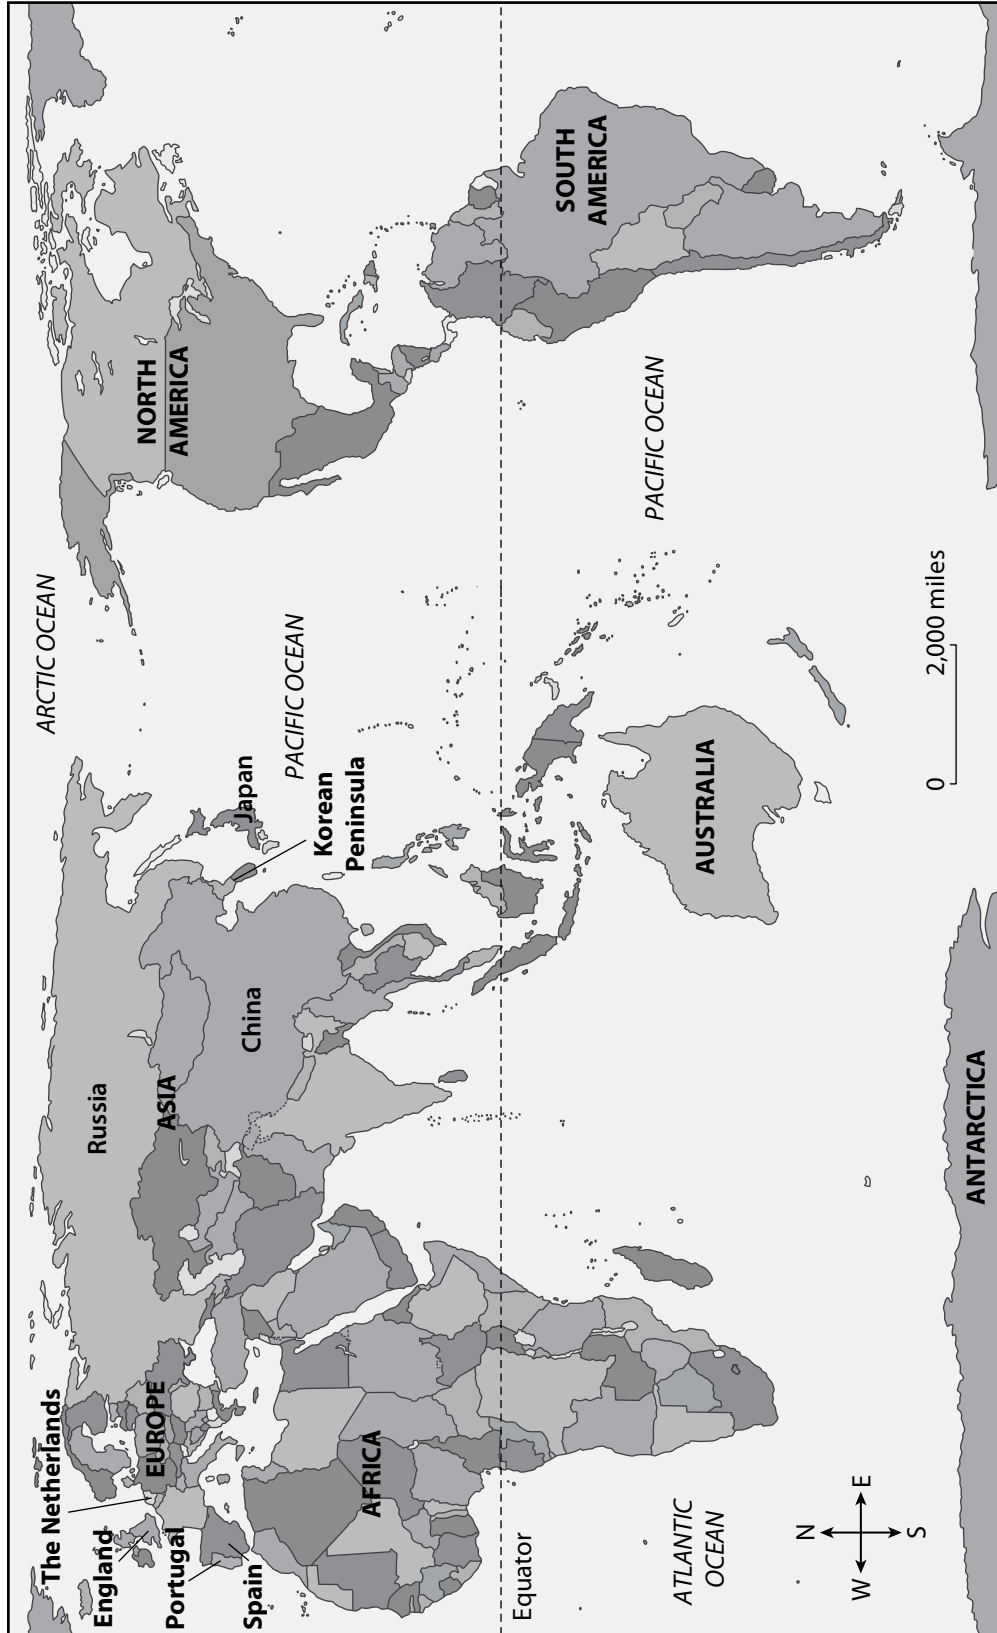 ARCTIC OCEAN
NORTH
AMERICA
PACIFIC OCEAN
Russia
ASIA
China
Japan
Korean
Peninsula
The Netherlands
England
EUROPE
Portugal
Spain
AFRICA
Equator
SOUTH
AMERICA
PACIFIC OCEAN
AUSTRALIA
ATLANTIC
OCEAN
N
W
E
S
0
2,000 miles
ANTARCTICA